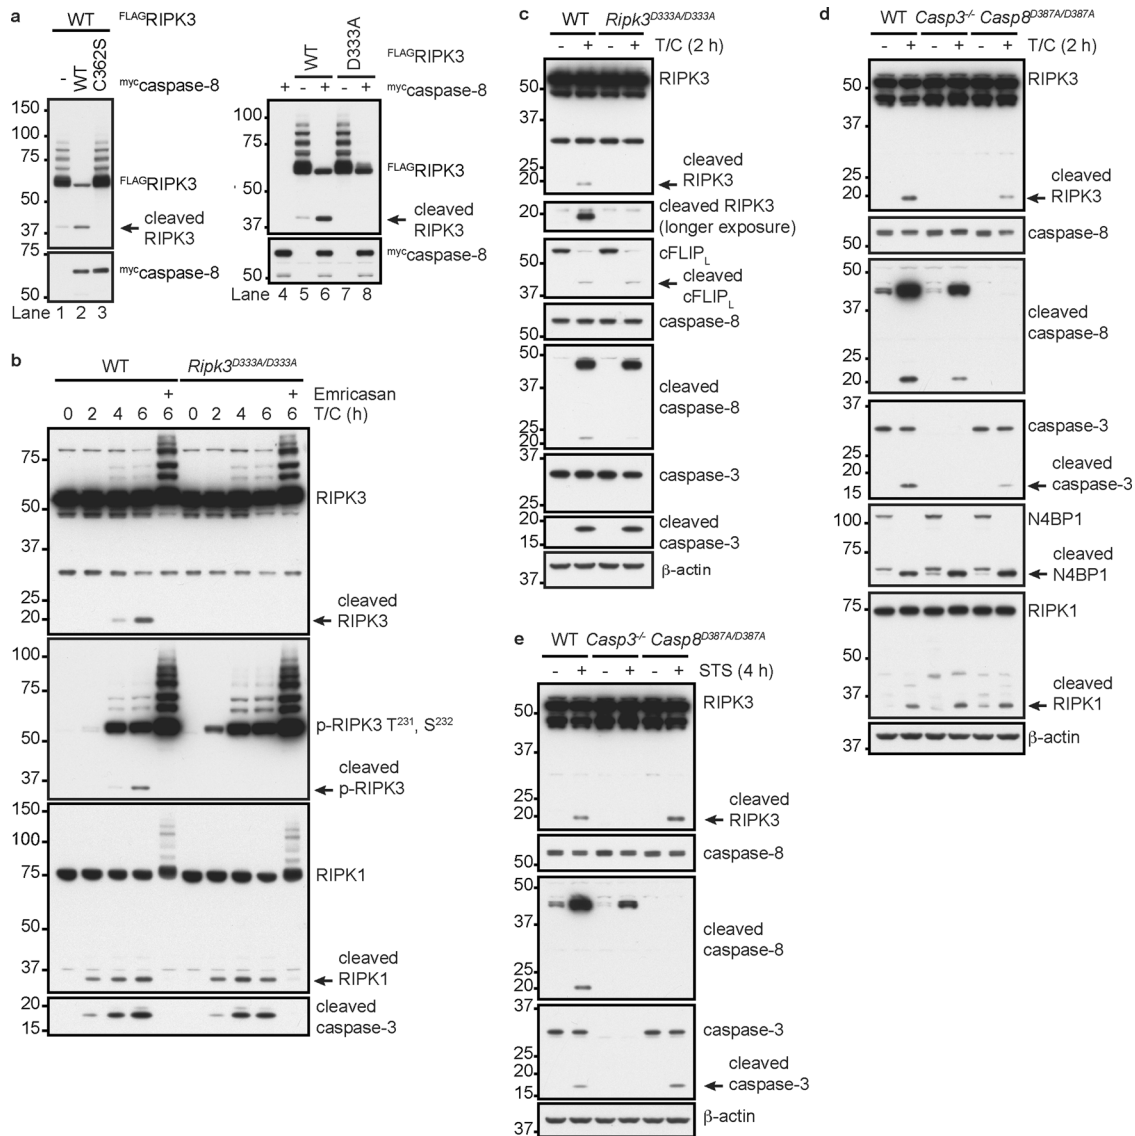 a
WT FLAGRIPK3
- WT C362S
myccaspase-8
150
100
75
50
37
75
50
FLAGRIPK3
cleaved
RIPK3
myccaspase-8
Lane 1 2 3
WT D333A FLAGRIPK3
+ - + - + myccaspase-8
100
75
50
37
50
FLAGRIPK3
cleaved
RIPK3
myccaspase-8
Lane 4 5 6 7 8
b
WT Ripk3D333A/D333A
+ + Emricasan
0 2 4 6 6 0 2 4 6 6 T/C (h)
75
50
37
25
20
RIPK3
cleaved
RIPK3
100
75
50
37
p-RIPK3 T231, S232
cleaved
p-RIPK3
150
100
75
50
37
RIPK1
cleaved
RIPK1
20
15
cleaved
caspase-3
c
WT Ripk3D333A/D333A
- + - + T/C (2 h)
50
37
25
20
RIPK3
cleaved
RIPK3
20
cleaved RIPK3
(longer exposure)
50
37
cFLIPL
cleaved
cFLIPL
50
caspase-8
50
37
25
20
cleaved
caspase-8
37
25
caspase-3
20
15
cleaved
caspase-3
37
β-actin
d
WT Casp3-/- Casp8D387A/D387A
- + - + - + T/C (2 h)
50
37
25
20
RIPK3
cleaved
RIPK3
50
caspase-8
50
37
25
20
cleaved
caspase-8
37
25
20
15
caspase-3
cleaved
caspase-3
100
75
N4BP1
cleaved
N4BP1
75
50
37
RIPK1
cleaved
RIPK1
37
β-actin
e
WT Casp3-/- Casp8D387A/D387A
- + - + - + STS (4 h)
50
37
25
20
RIPK3
cleaved
RIPK3
50
caspase-8
50
37
25
20
cleaved
caspase-8
37
25
20
15
caspase-3
cleaved
caspase-3
37
β-actin